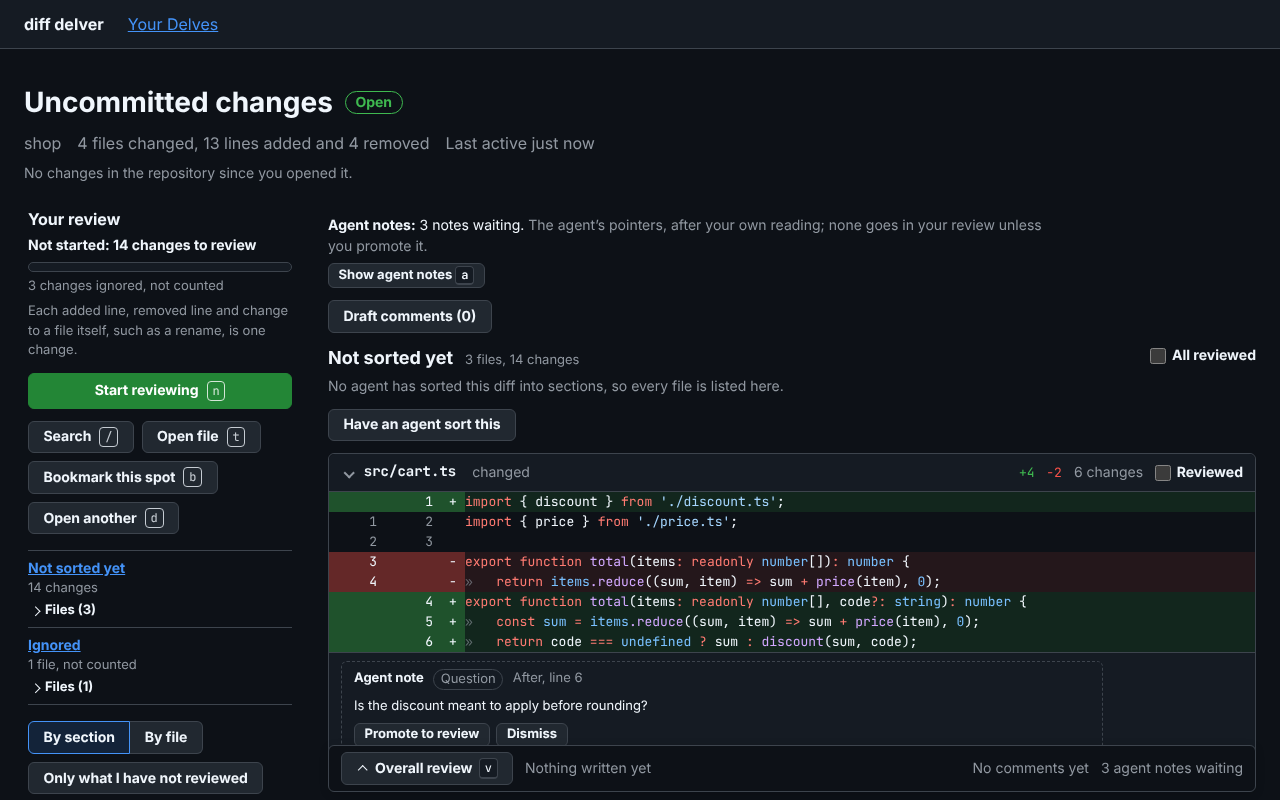 diff delver Your Delves
Uncommitted changes Open
shop 4 files changed, 13 lines added and 4 removed Last active just now
No changes in the repository since you opened it.
Your review
Not started: 14 changes to review
3 changes ignored, not counted
Each added line, removed line and change
to a file itself, such as a rename, is one
change.
Start reviewing n
Search / Open file t
Bookmark this spot b
Open another d
Not sorted yet
14 changes
Files (3)
Ignored
1 file, not counted
Files (1)
By section By file
Only what I have not reviewed
Agent notes: 3 notes waiting. The agent’s pointers, after your own reading; none goes in your review unless
you promote it.
Show agent notes a
Draft comments (0)
Not sorted yet 3 files, 14 changes All reviewed
No agent has sorted this diff into sections, so every file is listed here.
Have an agent sort this
src/cart.ts changed +4 -2 6 changes Reviewed
1 + import { discount } from './discount.ts';
1 2 import { price } from './price.ts';
2 3
3 - export function total(items: readonly number[]): number {
4 - » return items.reduce((sum, item) => sum + price(item), 0);
4 + export function total(items: readonly number[], code?: string): number {
5 + » const sum = items.reduce((sum, item) => sum + price(item), 0);
6 + » return code === undefined ? sum : discount(sum, code);
Agent note Question After, line 6
Is the discount meant to apply before rounding?
Promote to review Dismiss
Overall review v Nothing written yet No comments yet 3 agent notes waiting